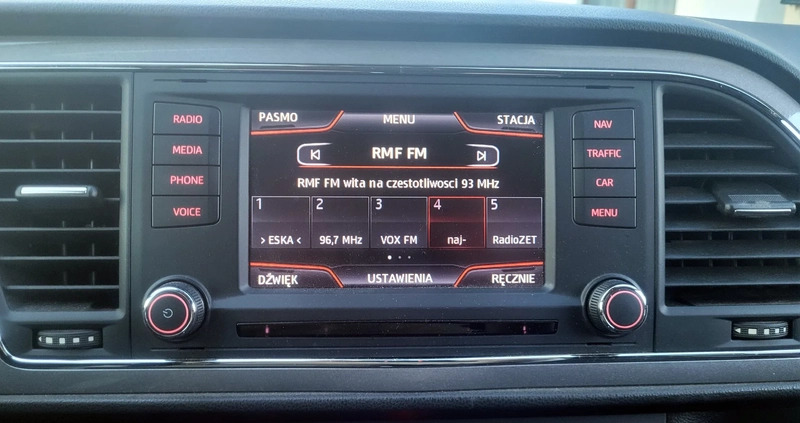 PASMO MENU STACJA
RADIO
MEDIA
PHONE
VOICE
RMF FM
RMF FM wita na czestotliwosci 93 MHz
1 2 3 4 5
> ESKA < 96,7 MHz VOX FM naj- RadioZET
DŹWIĘK USTAWIENIA RĘCZNIE
NAV
TRAFFIC
CAR
MENU